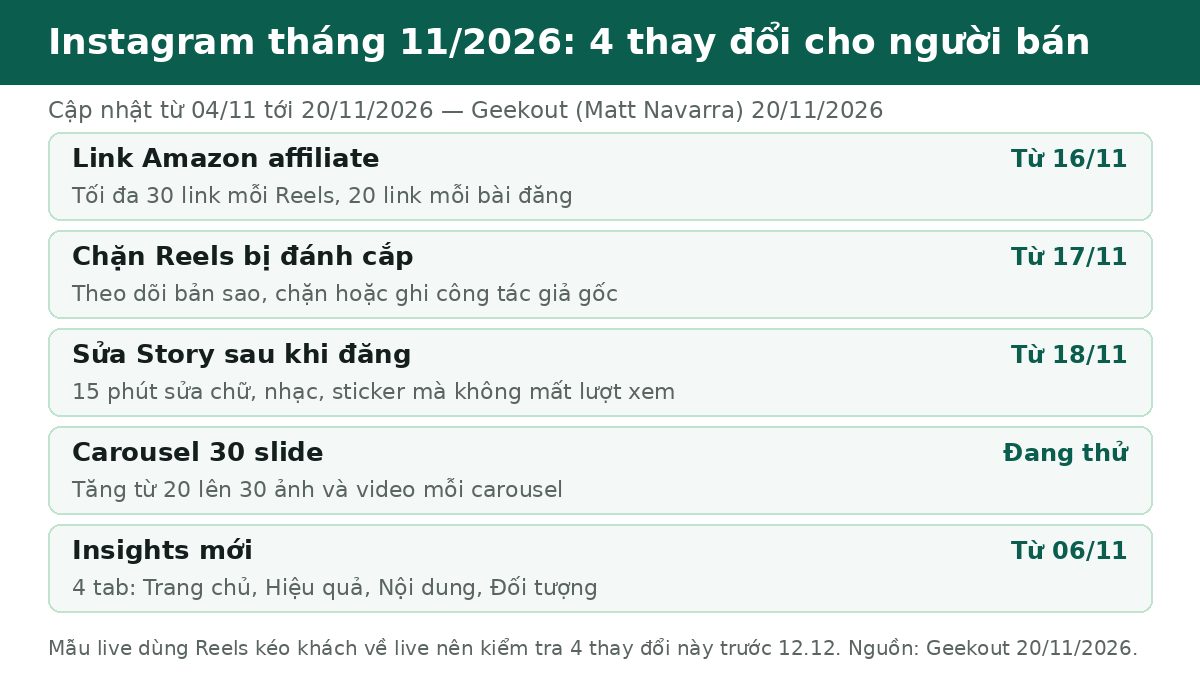 Instagram tháng 11/2026: 4 thay đổi cho người bán
Cập nhật từ 04/11 tới 20/11/2026 — Geekout (Matt Navarra) 20/11/2026
Link Amazon affiliate
Từ 16/11
Tối đa 30 link mỗi Reels, 20 link mỗi bài đăng
Chặn Reels bị đánh cắp
Từ 17/11
Theo dõi bản sao, chặn hoặc ghi công tác giả gốc
Sửa Story sau khi đăng
Từ 18/11
15 phút sửa chữ, nhạc, sticker mà không mất lượt xem
Carousel 30 slide
Đang thử
Tăng từ 20 lên 30 ảnh và video mỗi carousel
Insights mới
Từ 06/11
4 tab: Trang chủ, Hiệu quả, Nội dung, Đối tượng
Mẫu live dùng Reels kéo khách về live nên kiểm tra 4 thay đổi này trước 12.12. Nguồn: Geekout 20/11/2026.